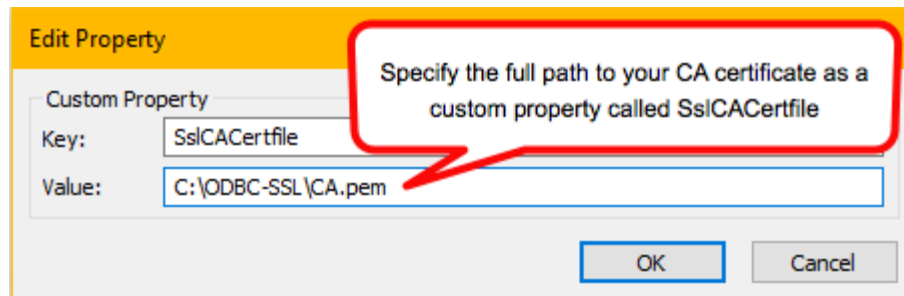 Edit Property
Specify the full path to your CA certificate as a
custom property called SslCACertfile
Custom Property
Key:
SslCACertfile
Value:
C:\ODBC-SSL\CA.pem
OK
Cancel